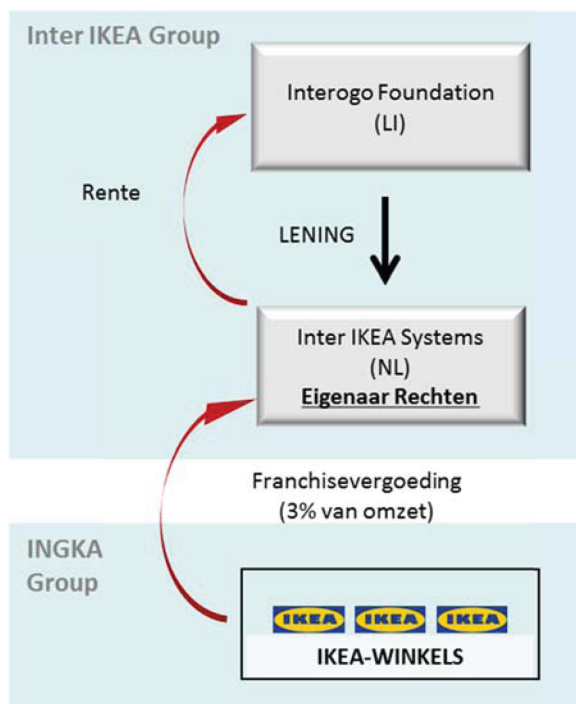 Inter IKEA Group
Interogo Foundation
(LI)
Rente
LENING
Inter IKEA Systems
(NL)
Eigenaar Rechten
Franchisevergoeding
(3% van omzet)
INGKA
Group
IKEA IKEA IKEA
IKEA-WINKELS